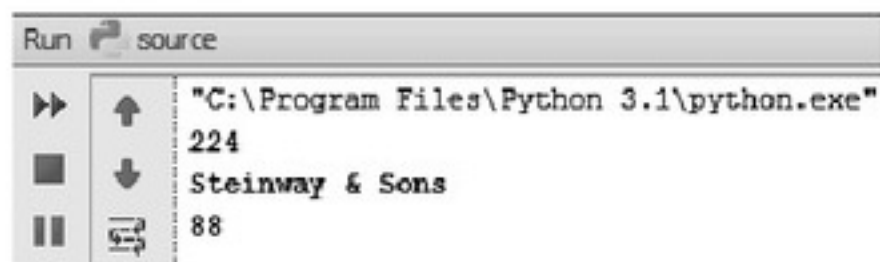 Run source
"C:\Program Files\Python 3.1\python.exe"
224
Steinway & Sons
88